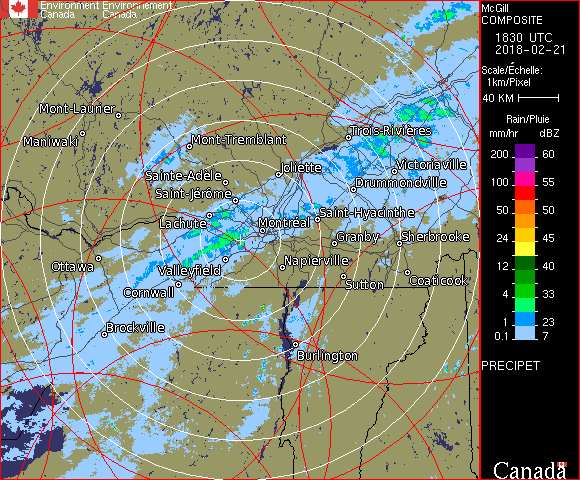 Environment Environnement
Canada Canada
McGill
COMPOSITE
1830 UTC
2018-02-21
Scale/Échelle:
1km/Pixel
40 KM
Rain/Pluie
mm/hr dBZ
200 60
100 55
50 50
24 45
12 40
4 33
2 28
1 23
0.1 7
PRECIPET
Canada
Mont-Laurier
Maniwaki
Mont-Tremblant
Trois-Rivières
Sainte-Adèle
Joliette
Victoriaville
Saint-Jérôme
Drummondville
Lachute
Montréal
Saint-Hyacinthe
Granby
Sherbrooke
Ottawa
Valleyfield
Napierville
Cornwall
Sutton
Coaticook
Brockville
Burlington